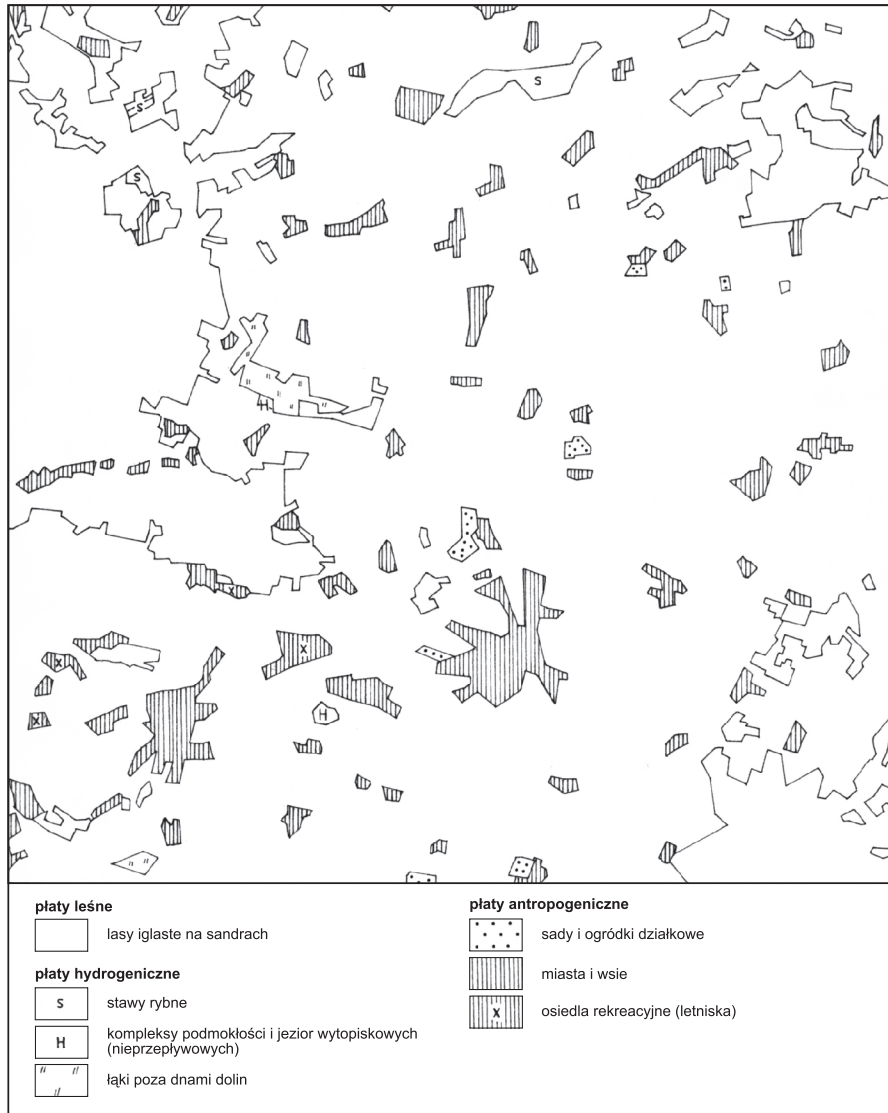 S
S
S
H
X
X
X
X
H
płaty leśne
lasy iglaste na sandrach
płaty hydrogeniczne
S stawy rybne
H kompleksy podmokłości i jezior wytopiskowych
(nieprzepływowych)
łąki poza dnami dolin
płaty antropogeniczne
sady i ogródki działkowe
miasta i wsie
X osiedla rekreacyjne (letniska)